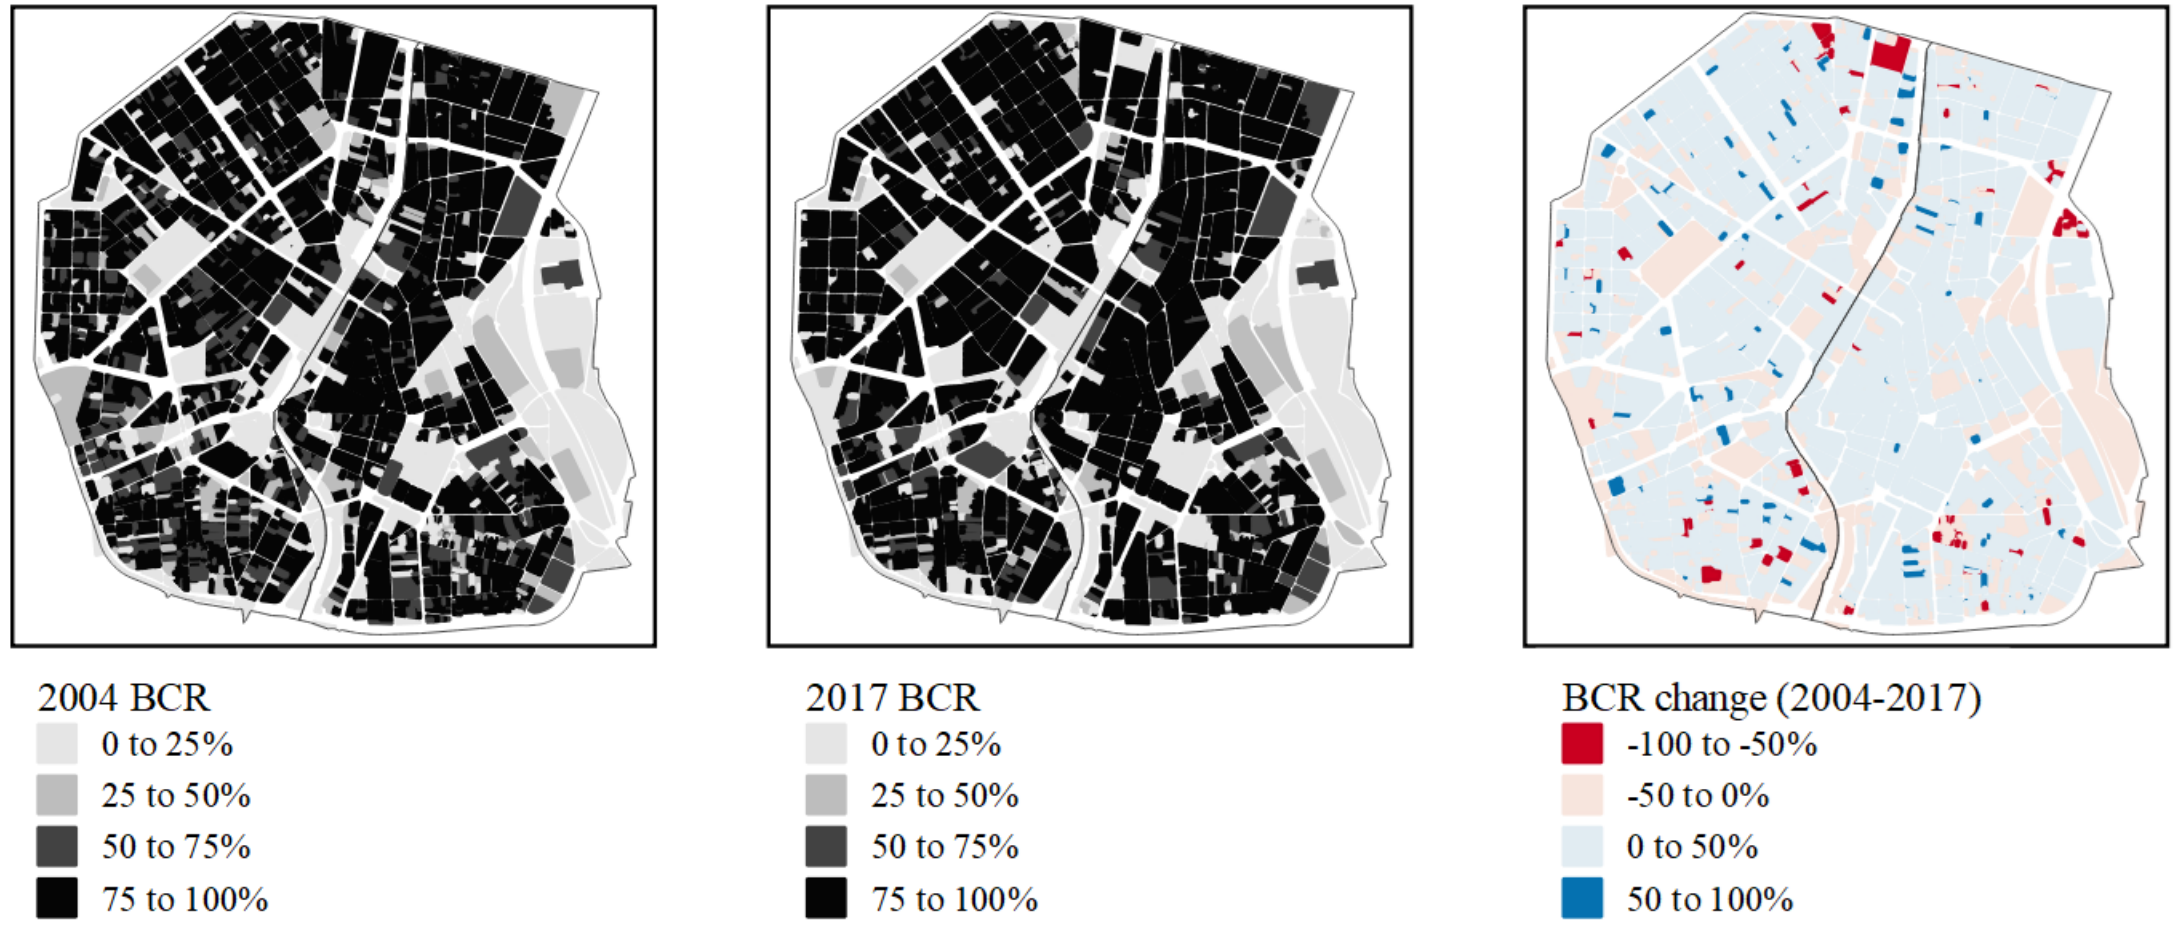 2004 BCR
0 to 25%
25 to 50%
50 to 75%
75 to 100%
2017 BCR
0 to 25%
25 to 50%
50 to 75%
75 to 100%
BCR change (2004-2017)
-100 to -50%
-50 to 0%
0 to 50%
50 to 100%